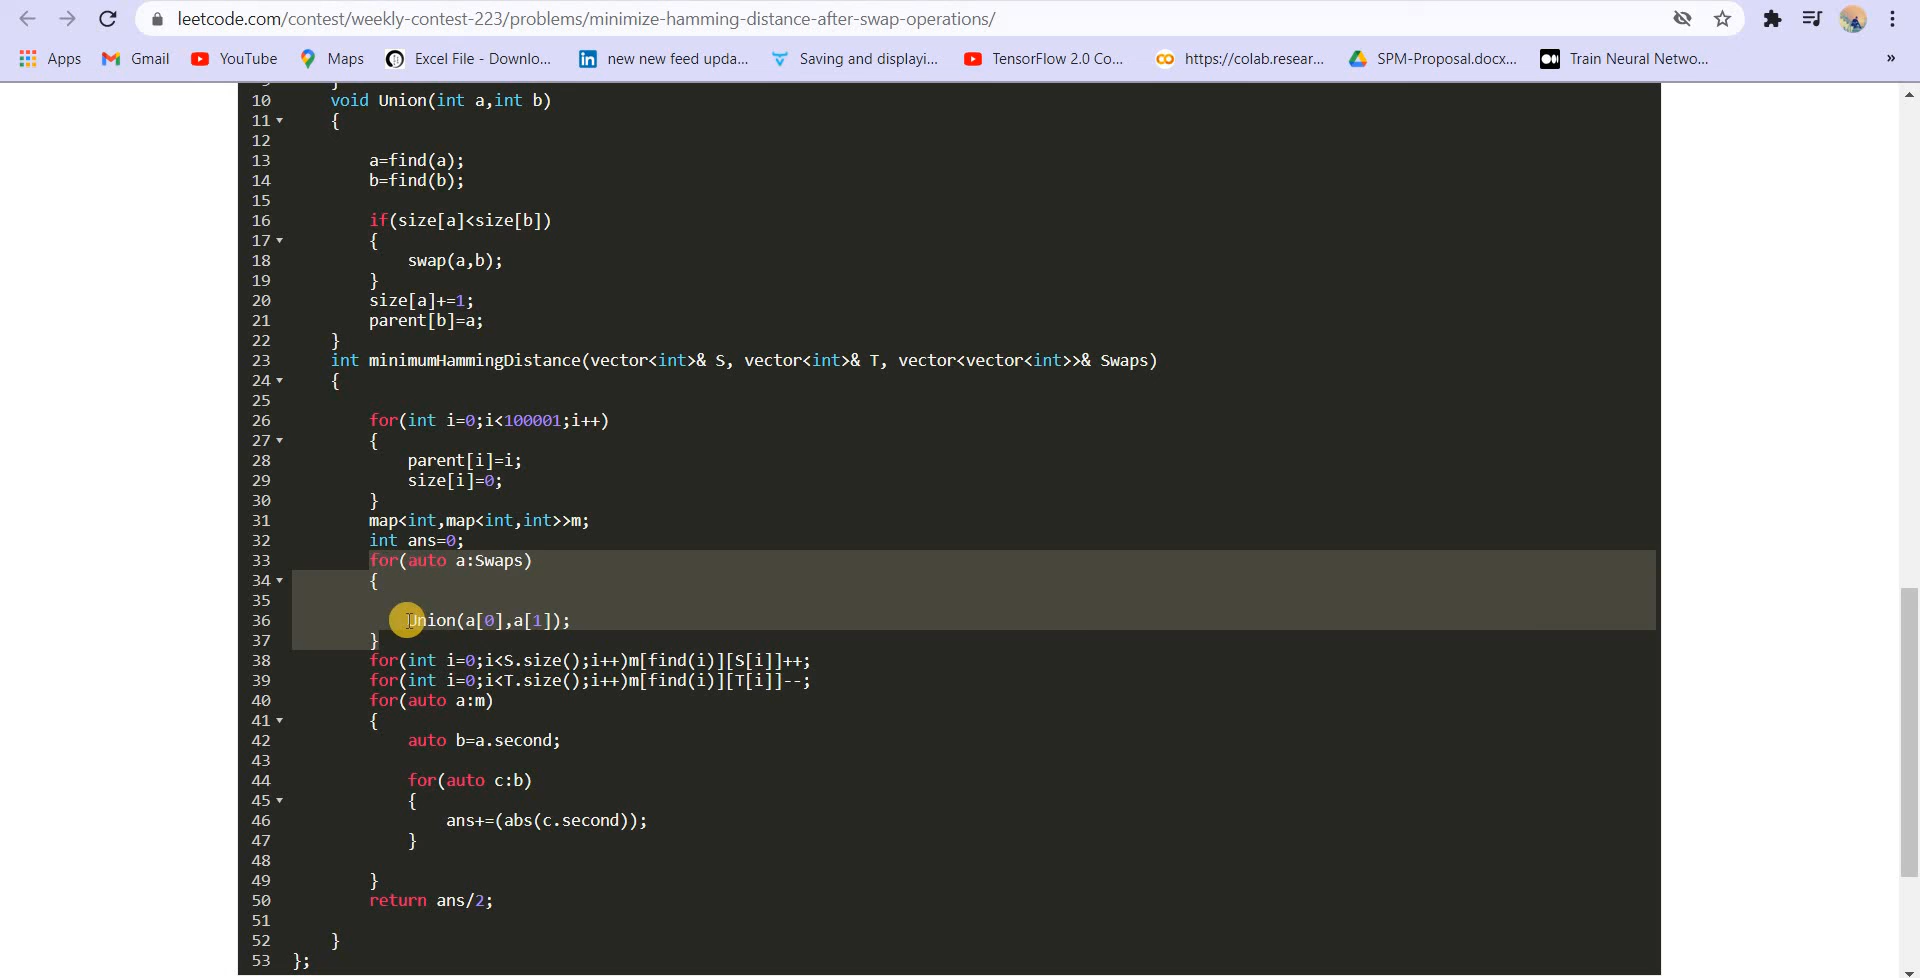 leetcode.com/contest/weekly-contest-223/problems/minimize-hamming-distance-after-swap-operations/
Apps Gmail YouTube Maps Excel File - Downlo... new new feed upda... Saving and displayi... TensorFlow 2.0 Co... https://colab.resear... SPM-Proposal.docx... Train Neural Netwo... »
10 void Union(int a,int b)
11 {
12
13 a=find(a);
14 b=find(b);
15
16 if(size[a]<size[b])
17 {
18 swap(a,b);
19 }
20 size[a]+=1;
21 parent[b]=a;
22 }
23 int minimumHammingDistance(vector<int>& S, vector<int>& T, vector<vector<int>>& Swaps)
24 {
25
26 for(int i=0;i<100001;i++)
27 {
28 parent[i]=i;
29 size[i]=0;
30 }
31 map<int,map<int,int>>m;
32 int ans=0;
33 for(auto a:Swaps)
34 {
35
36 Union(a[0],a[1]);
37 }
38 for(int i=0;i<S.size();i++)m[find(i)][S[i]]++;
39 for(int i=0;i<T.size();i++)m[find(i)][T[i]]--;
40 for(auto a:m)
41 {
42 auto b=a.second;
43
44 for(auto c:b)
45 {
46 ans+=(abs(c.second));
47 }
48
49 }
50 return ans/2;
51
52 }
53 };